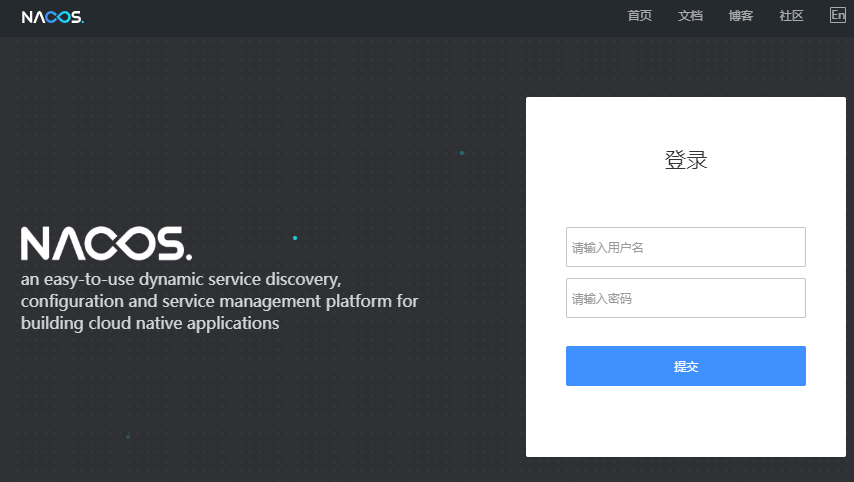 NACOS.
首页 文档 博客 社区 En
登录
NACOS.
an easy-to-use dynamic service discovery,
configuration and service management platform for
building cloud native applications
请输入用户名
请输入密码
提交